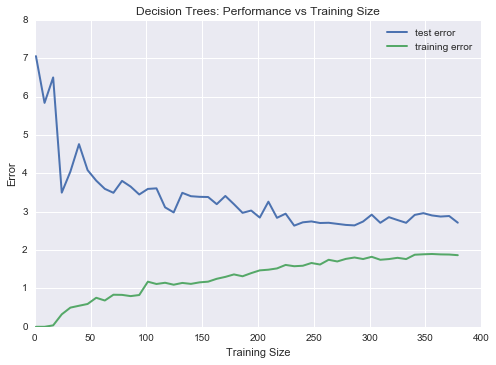 Decision Trees: Performance vs Training Size
test error
training error
Error
8
7
6
5
4
3
2
1
0
0 50 100 150 200 250 300 350 400
Training Size